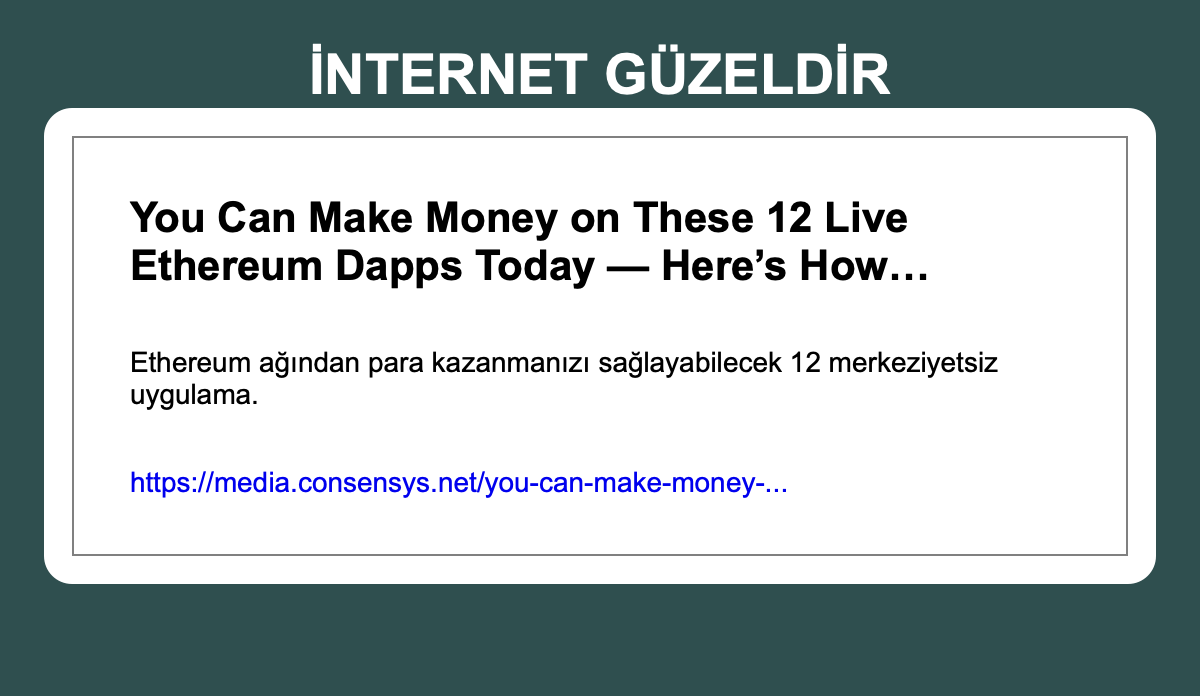 İNTERNET GÜZELDİR
You Can Make Money on These 12 Live
Ethereum Dapps Today — Here’s How…
Ethereum ağından para kazanmanızı sağlayabilecek 12 merkeziyetsiz
uygulama.
https://media.consensys.net/you-can-make-money-...